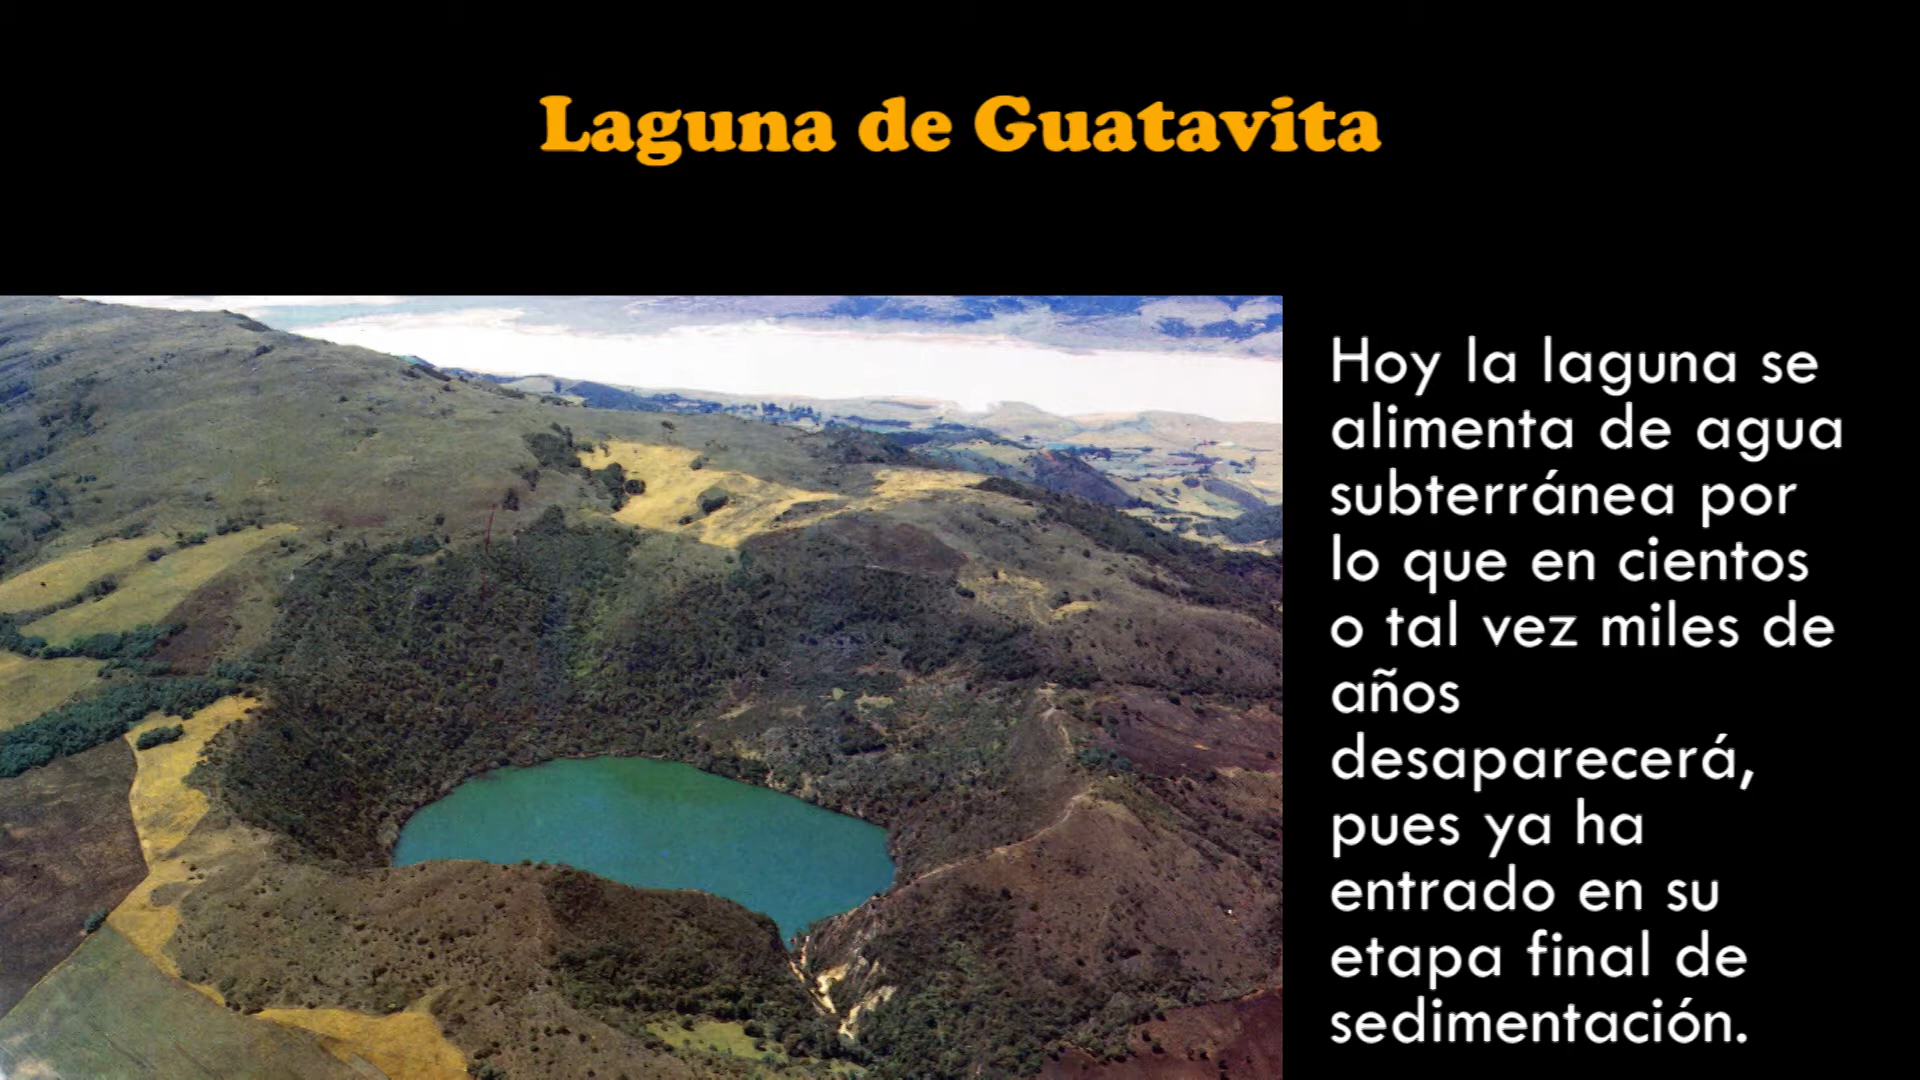 Laguna de Guatavita
Hoy la laguna se
alimenta de agua
subterránea por
lo que en cientos
o tal vez miles de
años
desaparecerá,
pues ya ha
entrado en su
etapa final de
sedimentación.